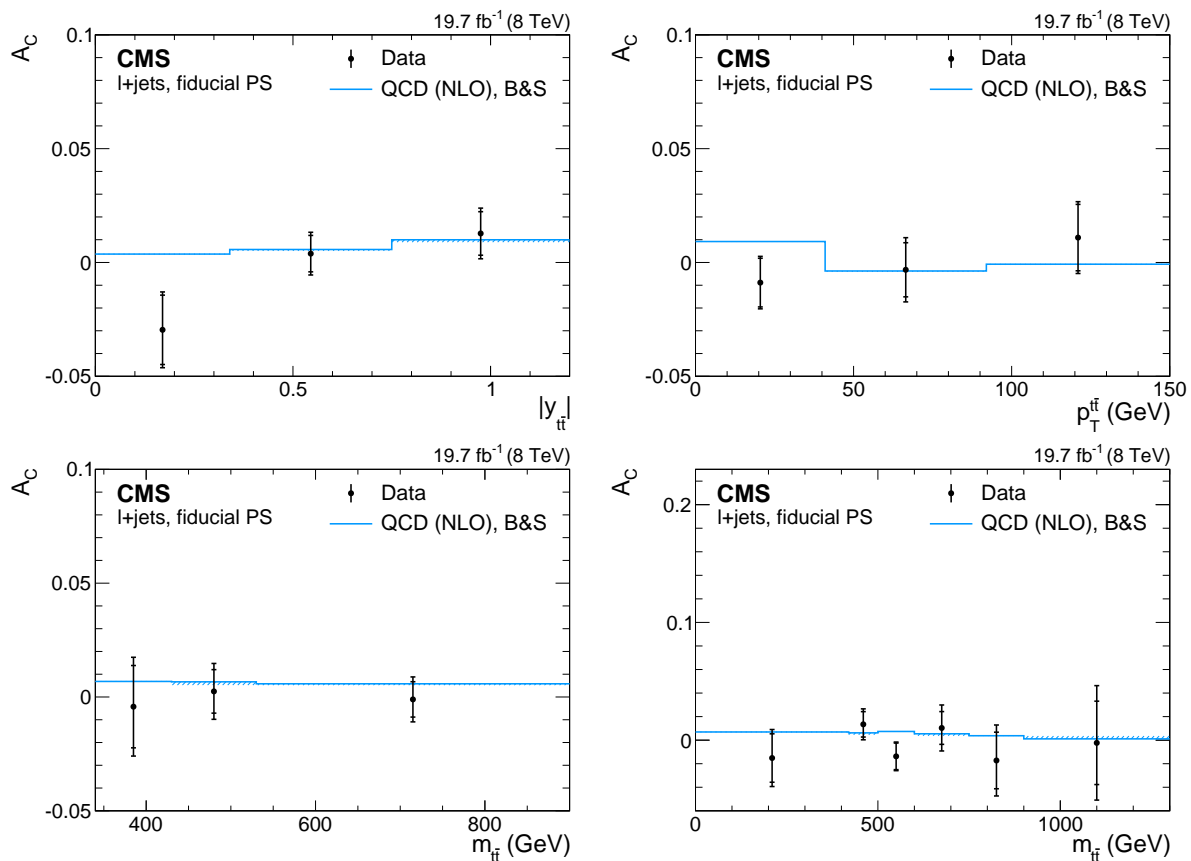 19.7 fb⁻¹ (8 TeV)
A_C
0.1
CMS
l+jets, fiducial PS
Data
QCD (NLO), B&S
0.05
0
-0.05
0 0.5 1
|y_tt̄|
19.7 fb⁻¹ (8 TeV)
A_C
0.1
CMS
l+jets, fiducial PS
Data
QCD (NLO), B&S
0.05
0
-0.05
0 50 100 150
p_T^tt̄ (GeV)
19.7 fb⁻¹ (8 TeV)
A_C
0.1
CMS
l+jets, fiducial PS
Data
QCD (NLO), B&S
0.05
0
-0.05
400 600 800
m_tt̄ (GeV)
19.7 fb⁻¹ (8 TeV)
A_C
CMS
l+jets, fiducial PS
Data
QCD (NLO), B&S
0.2
0.1
0
0 500 1000
m_tt̄ (GeV)